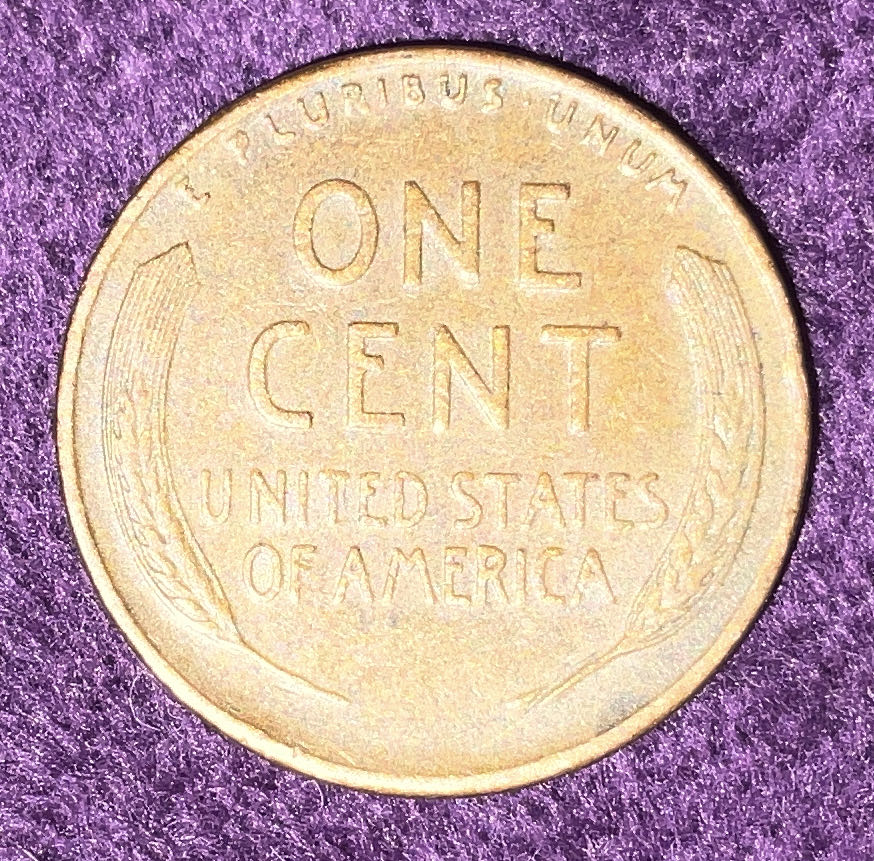 E PLURIBUS · UNUM
ONE
CENT
UNITED STATES
OF AMERICA